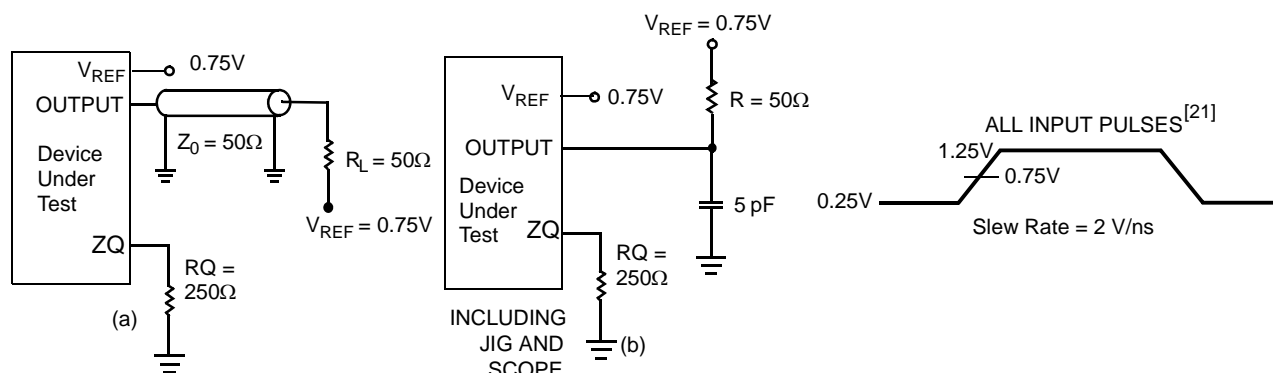 V_REF 0.75V
OUTPUT
Z_0 = 50Ω
Device
Under
Test
R_L = 50Ω
V_REF = 0.75V
ZQ
RQ =
250Ω
(a)
V_REF = 0.75V
R = 50Ω
V_REF 0.75V
OUTPUT
Device
Under
Test
5 pF
ZQ
RQ =
250Ω
INCLUDING
JIG AND
SCOPE
(b)
ALL INPUT PULSES[21]
1.25V
0.75V
0.25V
Slew Rate = 2 V/ns